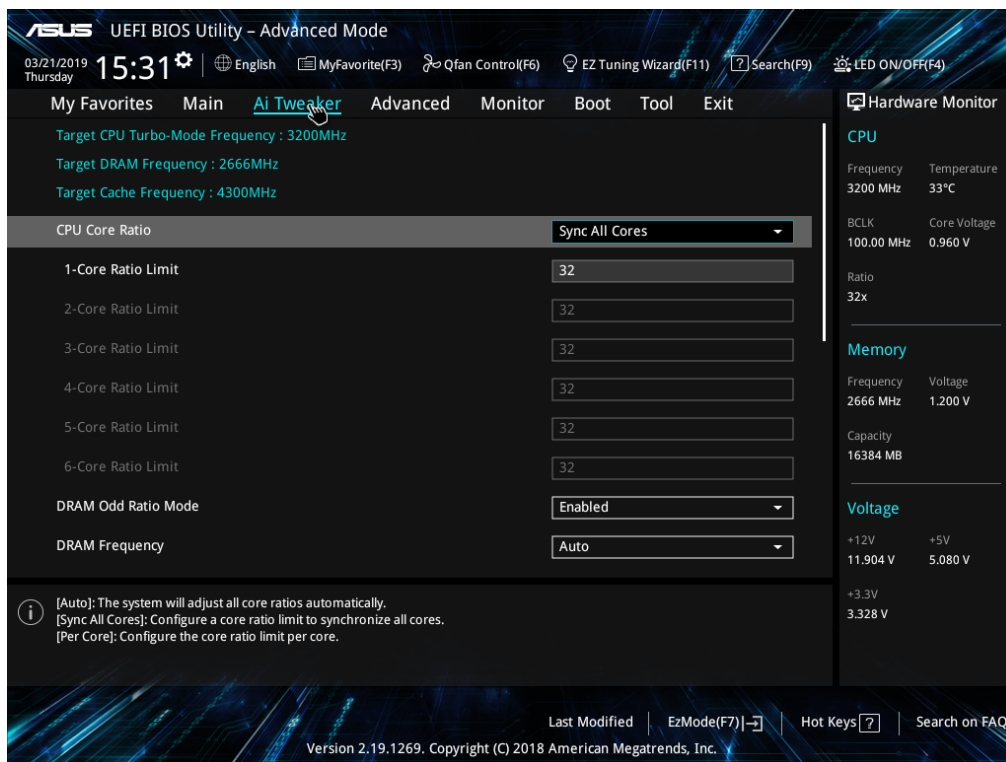 ASUS UEFI BIOS Utility – Advanced Mode
03/21/2019
Thursday
15:31
English
MyFavorite(F3)
Qfan Control(F6)
EZ Tuning Wizard(F11)
? Search(F9)
LED ON/OFF(F4)
My Favorites
Main
Ai Tweaker
Advanced
Monitor
Boot
Tool
Exit
Target CPU Turbo-Mode Frequency : 3200MHz
Target DRAM Frequency : 2666MHz
Target Cache Frequency : 4300MHz
CPU Core Ratio Sync All Cores
1-Core Ratio Limit 32
2-Core Ratio Limit 32
3-Core Ratio Limit 32
4-Core Ratio Limit 32
5-Core Ratio Limit 32
6-Core Ratio Limit 32
DRAM Odd Ratio Mode Enabled
DRAM Frequency Auto
[Auto]: The system will adjust all core ratios automatically.
[Sync All Cores]: Configure a core ratio limit to synchronize all cores.
[Per Core]: Configure the core ratio limit per core.
Hardware Monitor
CPU
Frequency Temperature
3200 MHz 33°C
BCLK Core Voltage
100.00 MHz 0.960 V
Ratio
32x
Memory
Frequency Voltage
2666 MHz 1.200 V
Capacity
16384 MB
Voltage
+12V +5V
11.904 V 5.080 V
+3.3V
3.328 V
Last Modified
EzMode(F7)
Hot Keys ?
Search on FAQ
Version 2.19.1269. Copyright (C) 2018 American Megatrends, Inc.